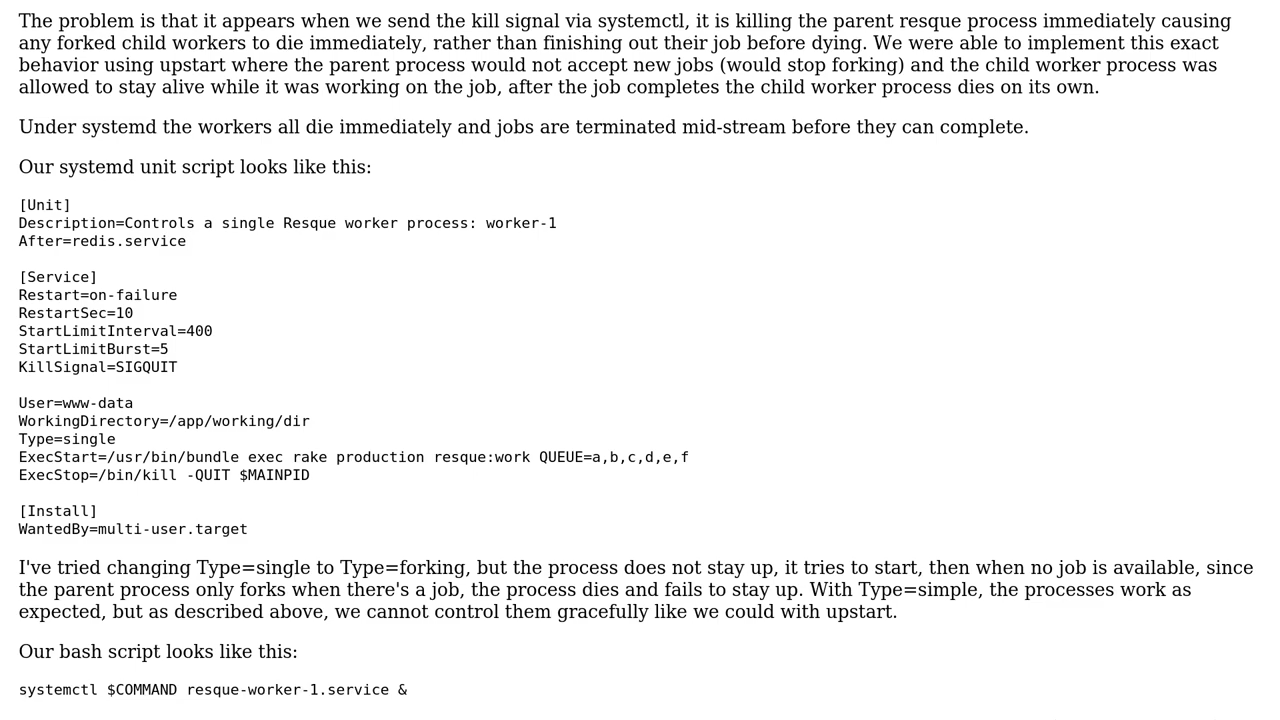 The problem is that it appears when we send the kill signal via systemctl, it is killing the parent resque process immediately causing
any forked child workers to die immediately, rather than finishing out their job before dying. We were able to implement this exact
behavior using upstart where the parent process would not accept new jobs (would stop forking) and the child worker process was
allowed to stay alive while it was working on the job, after the job completes the child worker process dies on its own.
Under systemd the workers all die immediately and jobs are terminated mid-stream before they can complete.
Our systemd unit script looks like this:
[Unit]
Description=Controls a single Resque worker process: worker-1
After=redis.service
[Service]
Restart=on-failure
RestartSec=10
StartLimitInterval=400
StartLimitBurst=5
KillSignal=SIGQUIT
User=www-data
WorkingDirectory=/app/working/dir
Type=single
ExecStart=/usr/bin/bundle exec rake production resque:work QUEUE=a,b,c,d,e,f
ExecStop=/bin/kill -QUIT $MAINPID
[Install]
WantedBy=multi-user.target
I've tried changing Type=single to Type=forking, but the process does not stay up, it tries to start, then when no job is available, since
the parent process only forks when there's a job, the process dies and fails to stay up. With Type=simple, the processes work as
expected, but as described above, we cannot control them gracefully like we could with upstart.
Our bash script looks like this:
systemctl $COMMAND resque-worker-1.service &